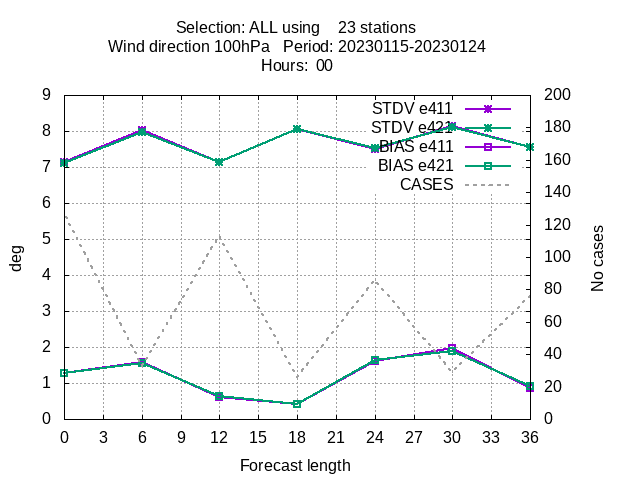 Selection: ALL using 23 stations
Wind direction 100hPa Period: 20230115-20230124
Hours: 00
STDV e411
STDV e421
BIAS e411
BIAS e421
CASES
9
8
7
6
5
4
3
2
1
0
deg
200
180
160
140
120
100
80
60
40
20
0
No cases
0 3 6 9 12 15 18 21 24 27 30 33 36
Forecast length